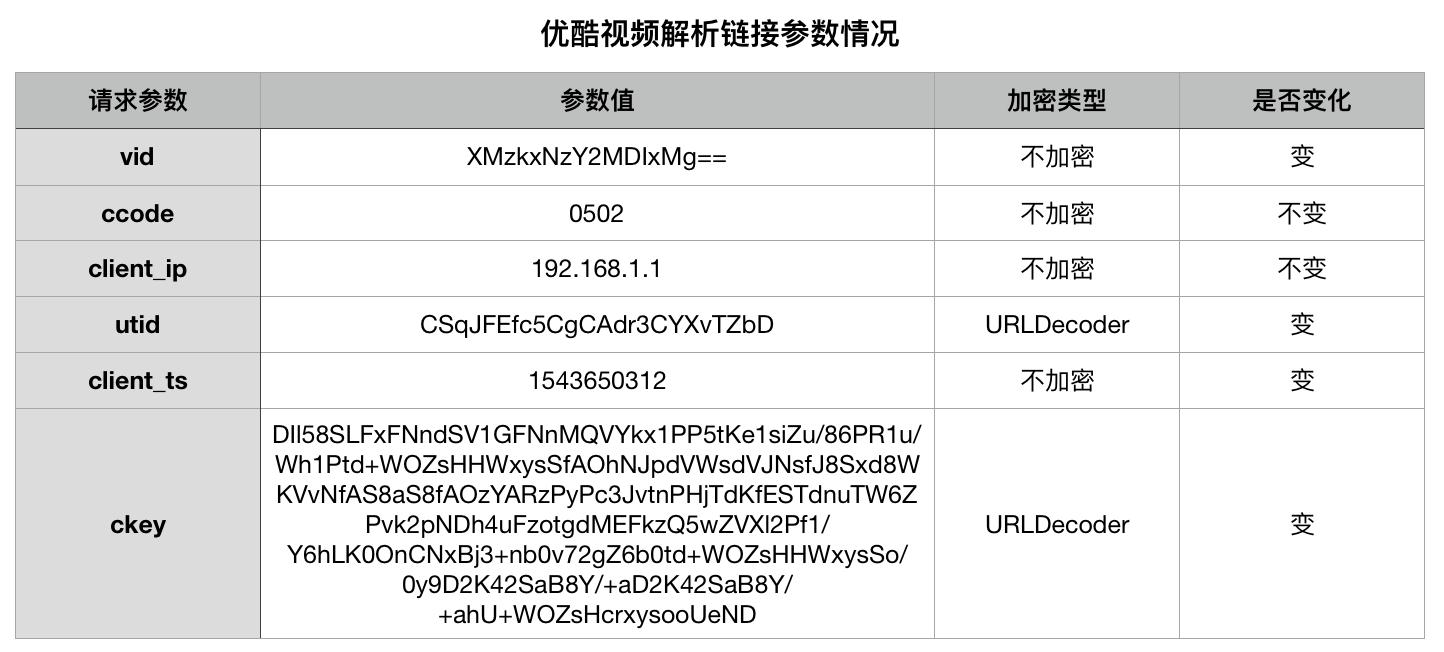 优酷视频解析链接参数情况
请求参数 参数值 加密类型 是否变化
vid XMzkxNzY2MDIxMg== 不加密 变
ccode 0502 不加密 不变
client_ip 192.168.1.1 不加密 不变
utid CSqJFEfc5CgCAdr3CYXvTZbD URLDecoder 变
client_ts 1543650312 不加密 变
DIl58SLFxFNndSV1GFNnMQVYkx1PP5tKe1siZu/86PR1u/
Wh1Ptd+WOZsHHWxysSfAOhNJpdVWsdVJNsfJ8Sxd8W
KVvNfAS8aS8fAOzYARzPyPc3JvtnPHjTdKfESTdnuTW6Z
ckey Pvk2pNDh4uFzotgdMEFkzQ5wZVXl2Pf1/ URLDecoder 变
Y6hLK0OnCNxBj3+nb0v72gZ6b0td+WOZsHHWxysSo/
0y9D2K42SaB8Y/+aD2K42SaB8Y/
+ahU+WOZsHcrxysooUeND